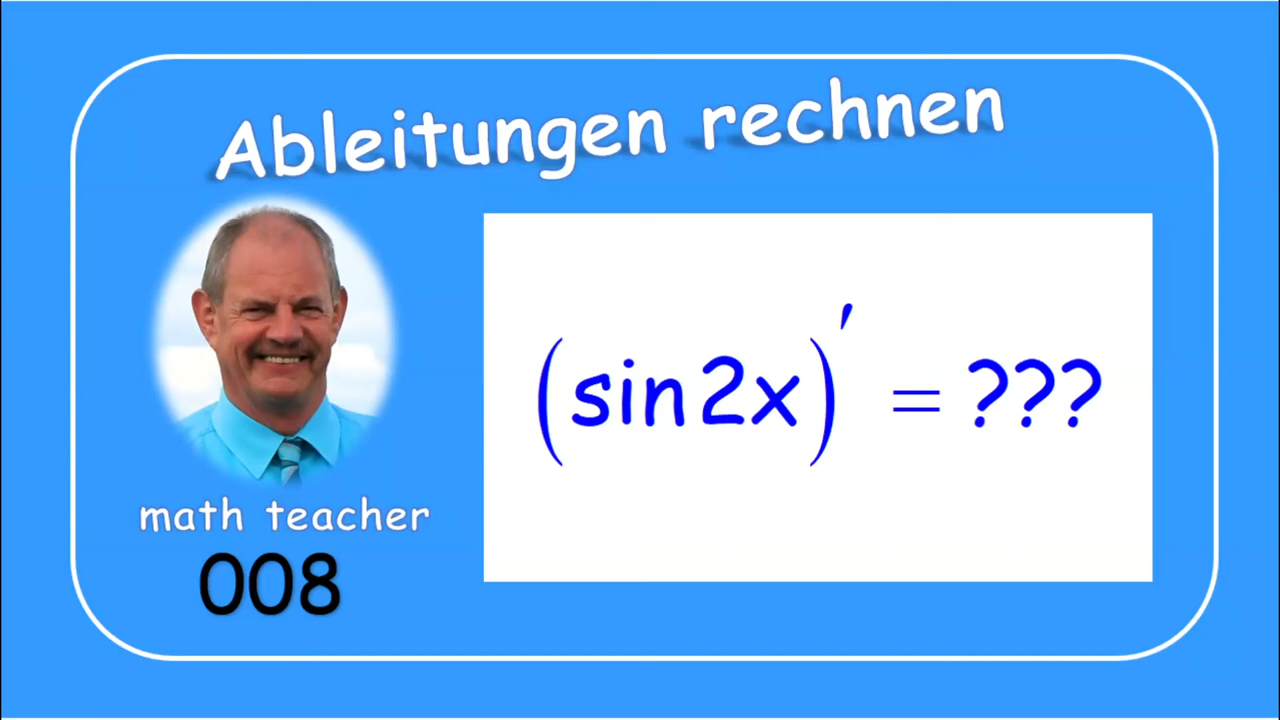 Ableitungen rechnen
(sin2x)′ = ???
math teacher
008